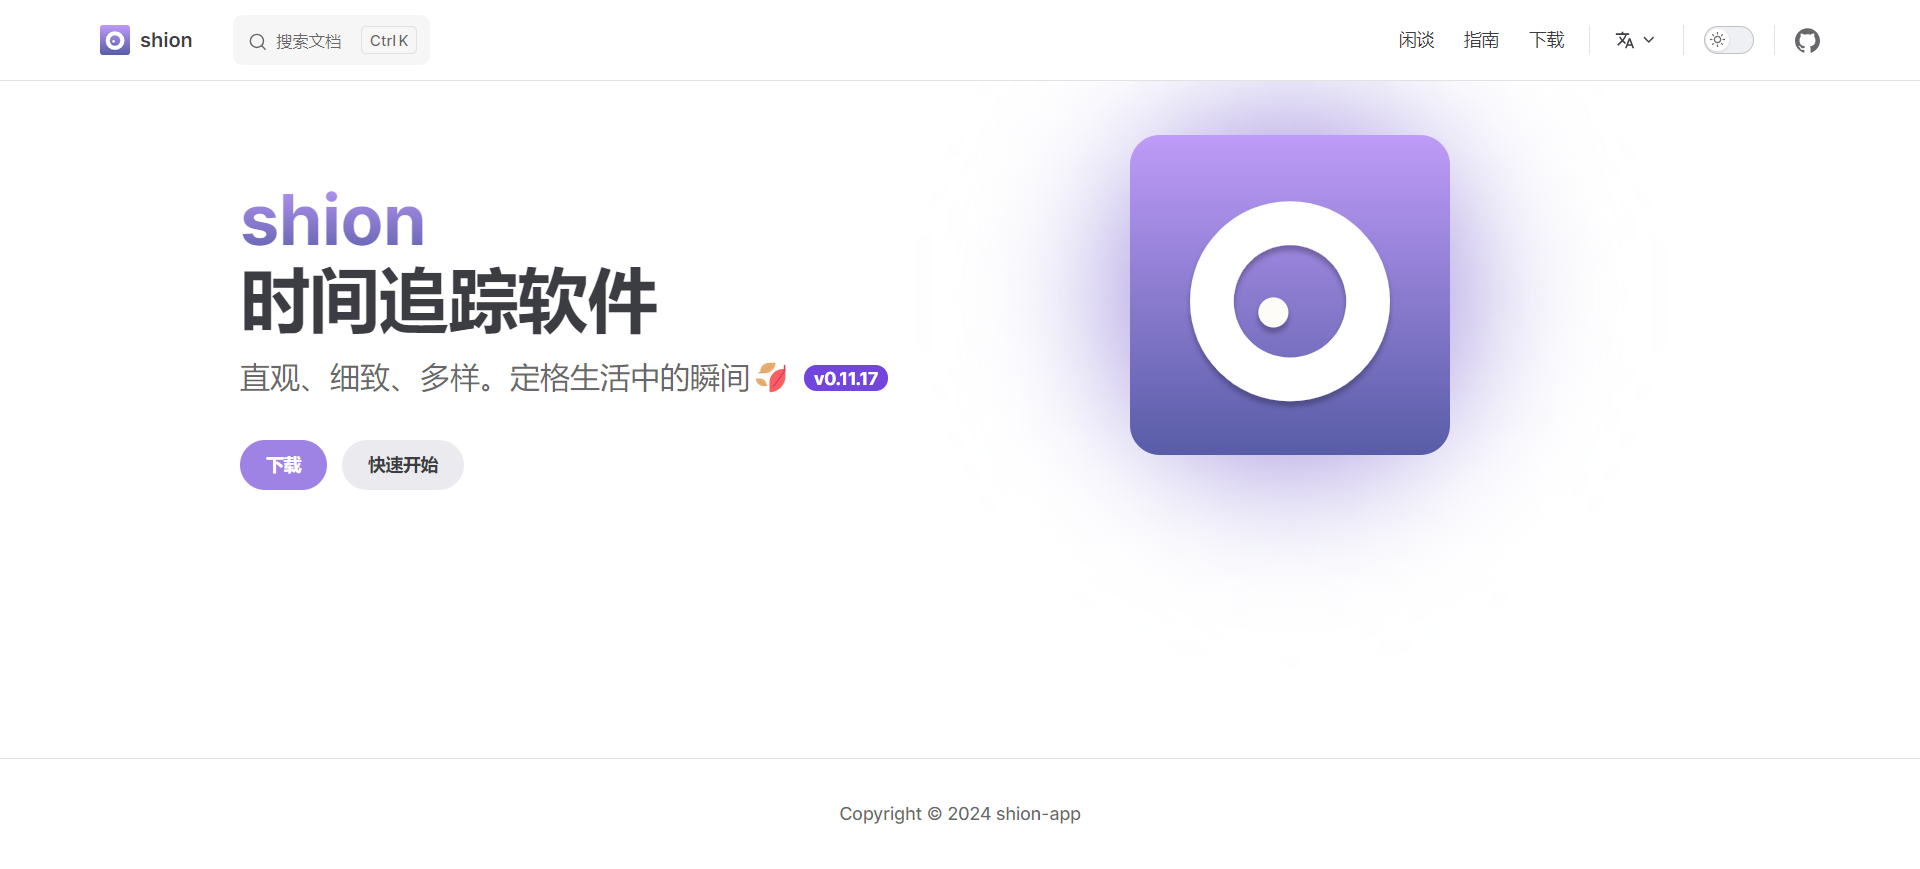 shion
搜索文档 Ctrl K
闲谈 指南 下载
shion
时间追踪软件
直观、细致、多样。定格生活中的瞬间🍂 v0.11.17
下载 快速开始
Copyright © 2024 shion-app